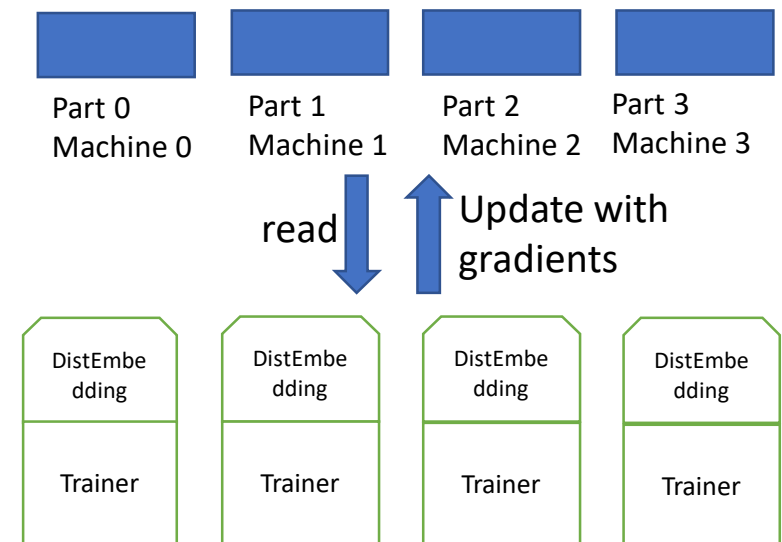 Part 0
Machine 0
Part 1
Machine 1
Part 2
Machine 2
Part 3
Machine 3
read
Update with
gradients
DistEmbe
dding
DistEmbe
dding
DistEmbe
dding
DistEmbe
dding
Trainer
Trainer
Trainer
Trainer